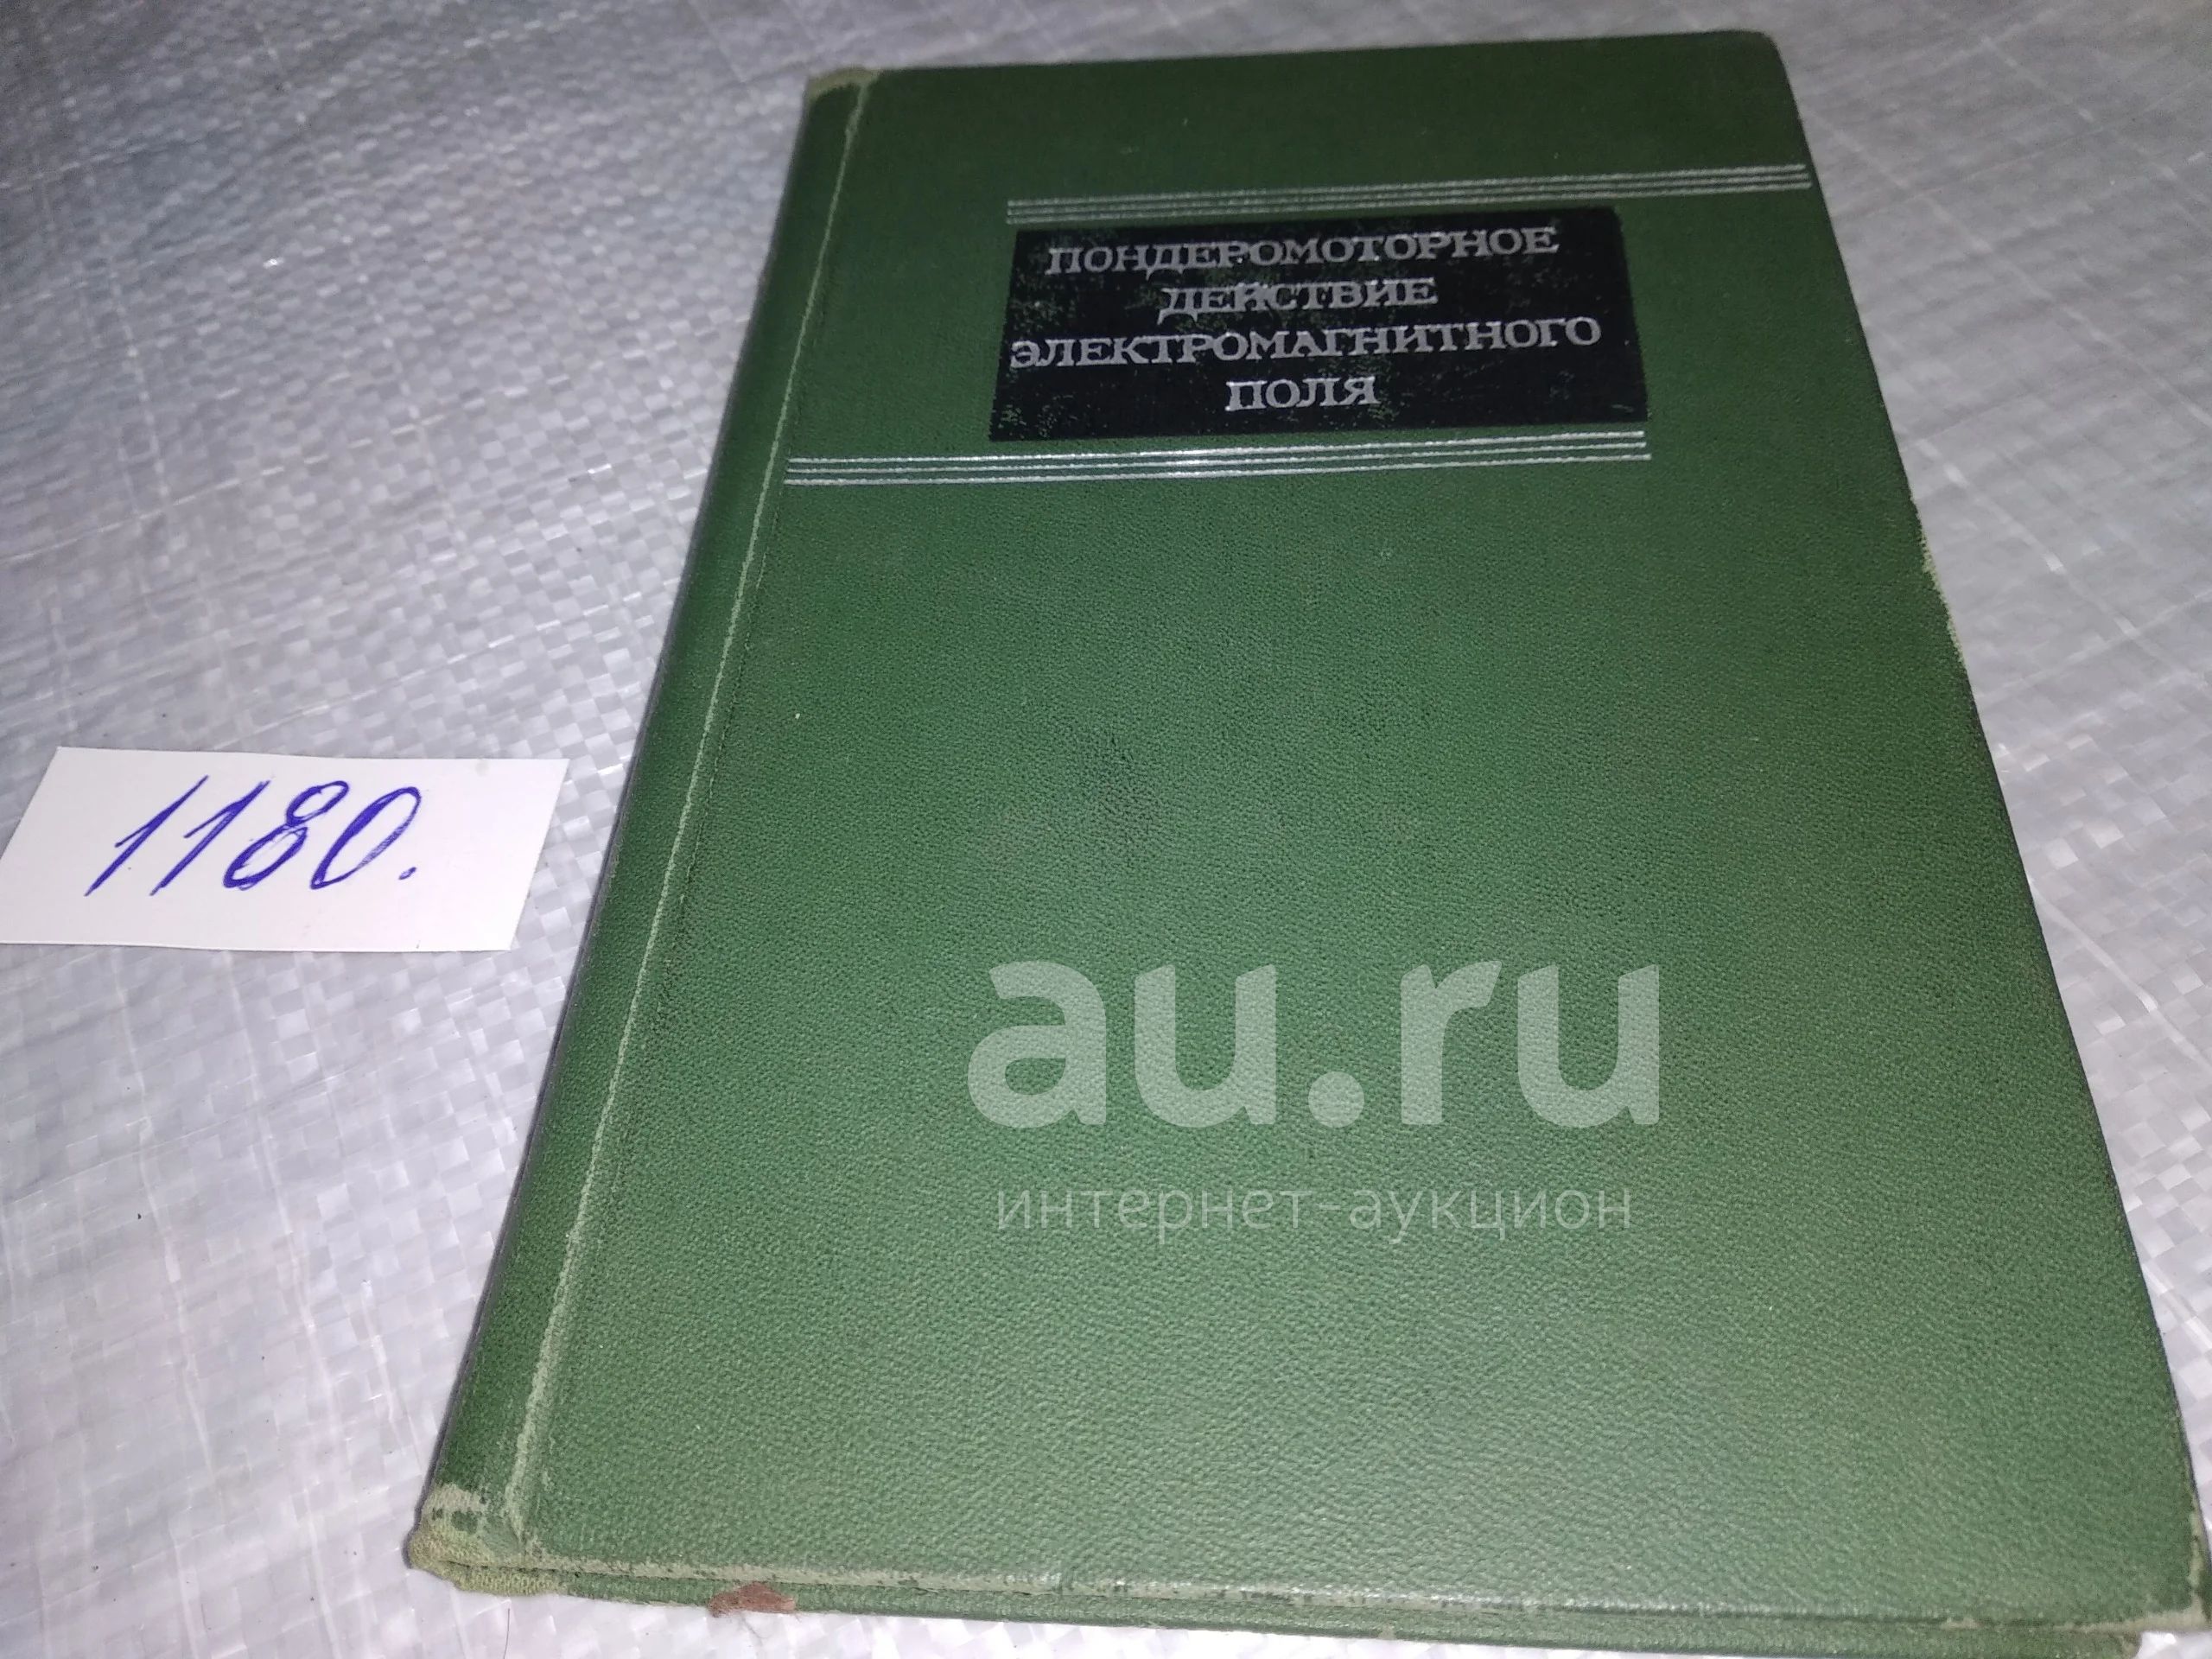 ПОНДЕРОМОТОРНОЕ
ДЕЙСТВИЕ
ЭЛЕКТРОМАГНИТНОГО
ПОЛЯ
1180.
au.ru
интернет-аукцион